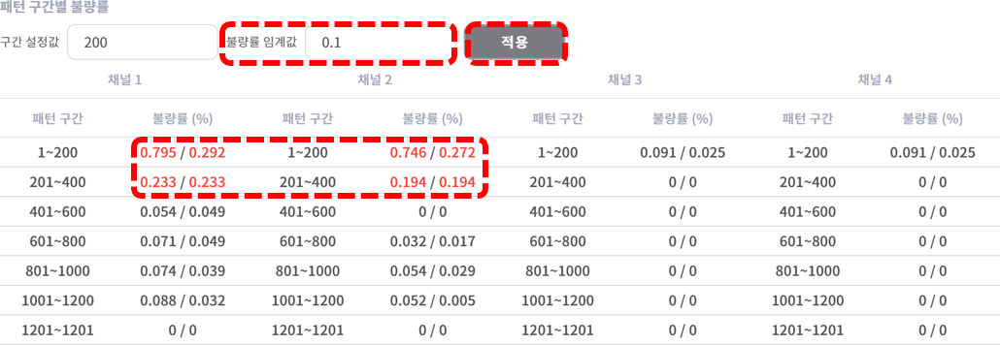 패턴 구간별 불량률
구간 설정값 200 불량률 임계값 0.1 적용
채널 1 채널 2 채널 3 채널 4
패턴 구간 불량률 (%) 패턴 구간 불량률 (%) 패턴 구간 불량률 (%) 패턴 구간 불량률 (%)
1~200 0.795 / 0.292 1~200 0.746 / 0.272 1~200 0.091 / 0.025 1~200 0.091 / 0.025
201~400 0.233 / 0.233 201~400 0.194 / 0.194 201~400 0 / 0 201~400 0 / 0
401~600 0.054 / 0.049 401~600 0 / 0 401~600 0 / 0 401~600 0 / 0
601~800 0.071 / 0.049 601~800 0.032 / 0.017 601~800 0 / 0 601~800 0 / 0
801~1000 0.074 / 0.039 801~1000 0.054 / 0.029 801~1000 0 / 0 801~1000 0 / 0
1001~1200 0.088 / 0.032 1001~1200 0.052 / 0.005 1001~1200 0 / 0 1001~1200 0 / 0
1201~1201 0 / 0 1201~1201 0 / 0 1201~1201 0 / 0 1201~1201 0 / 0